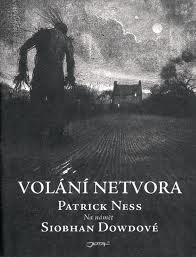 VOLÁNÍ NETVORA
PATRICK NESS
Na námět
SIOBHAN DOWDOVÉ